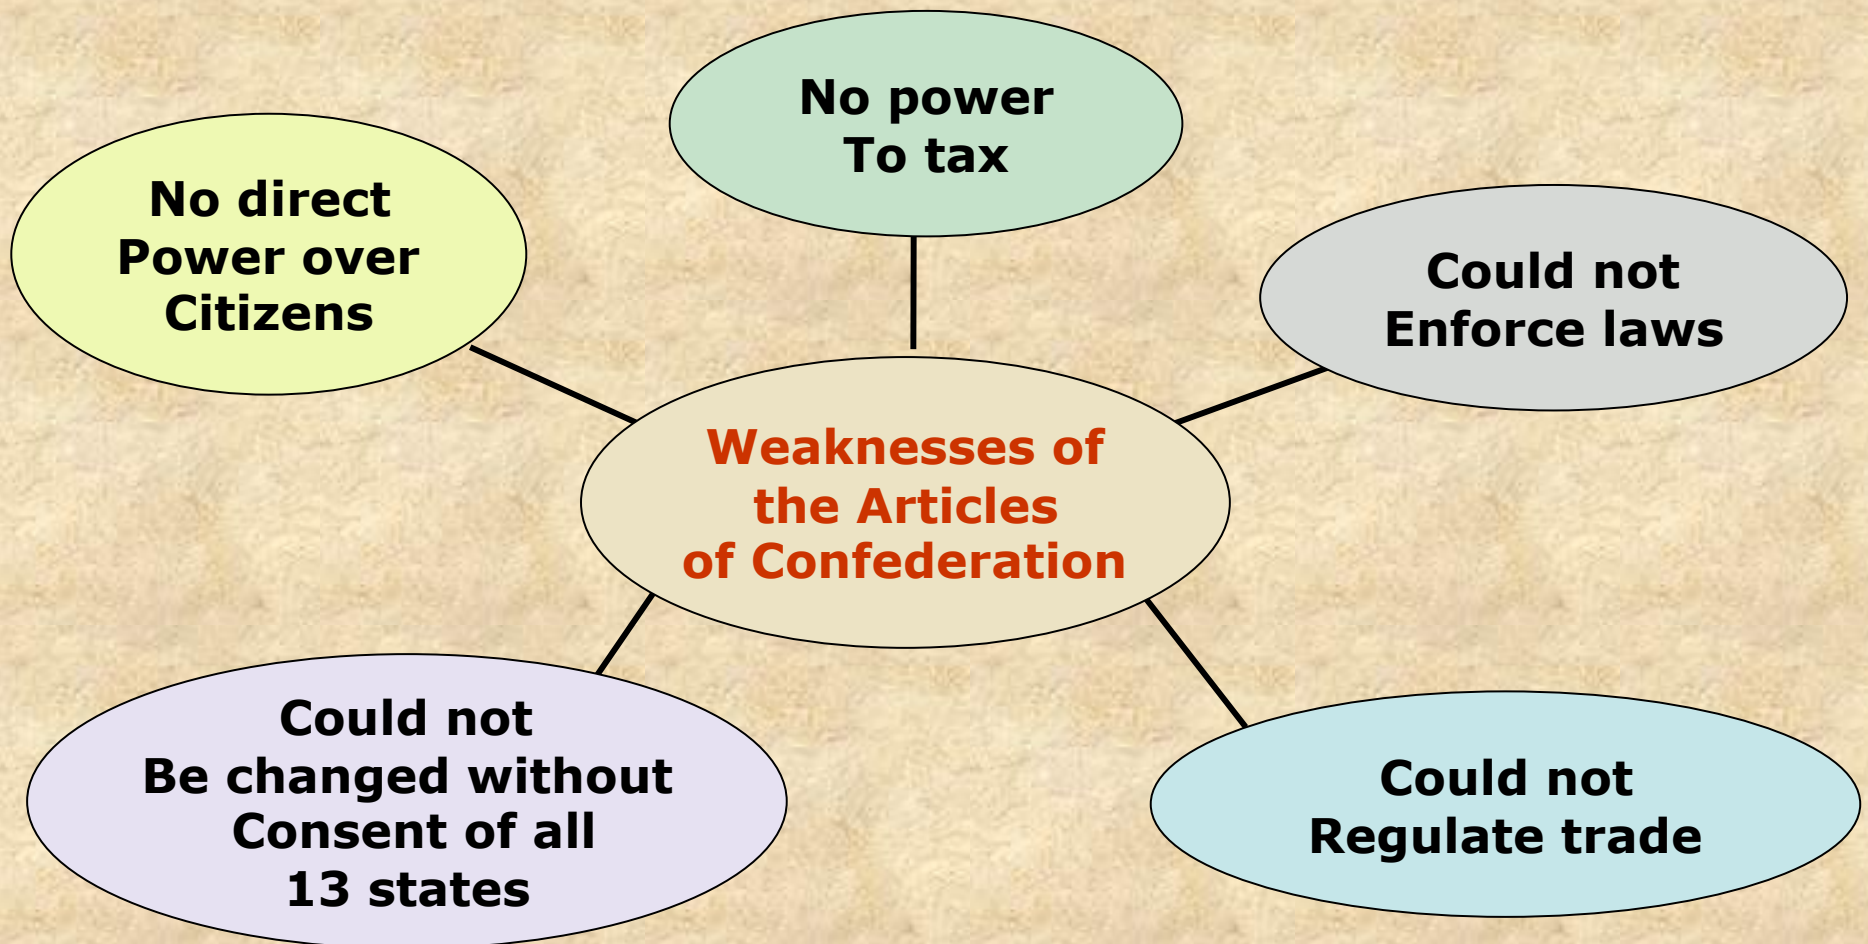 No power
To tax
No direct
Power over
Citizens
Could not
Enforce laws
Weaknesses of
the Articles
of Confederation
Could not
Be changed without
Consent of all
13 states
Could not
Regulate trade